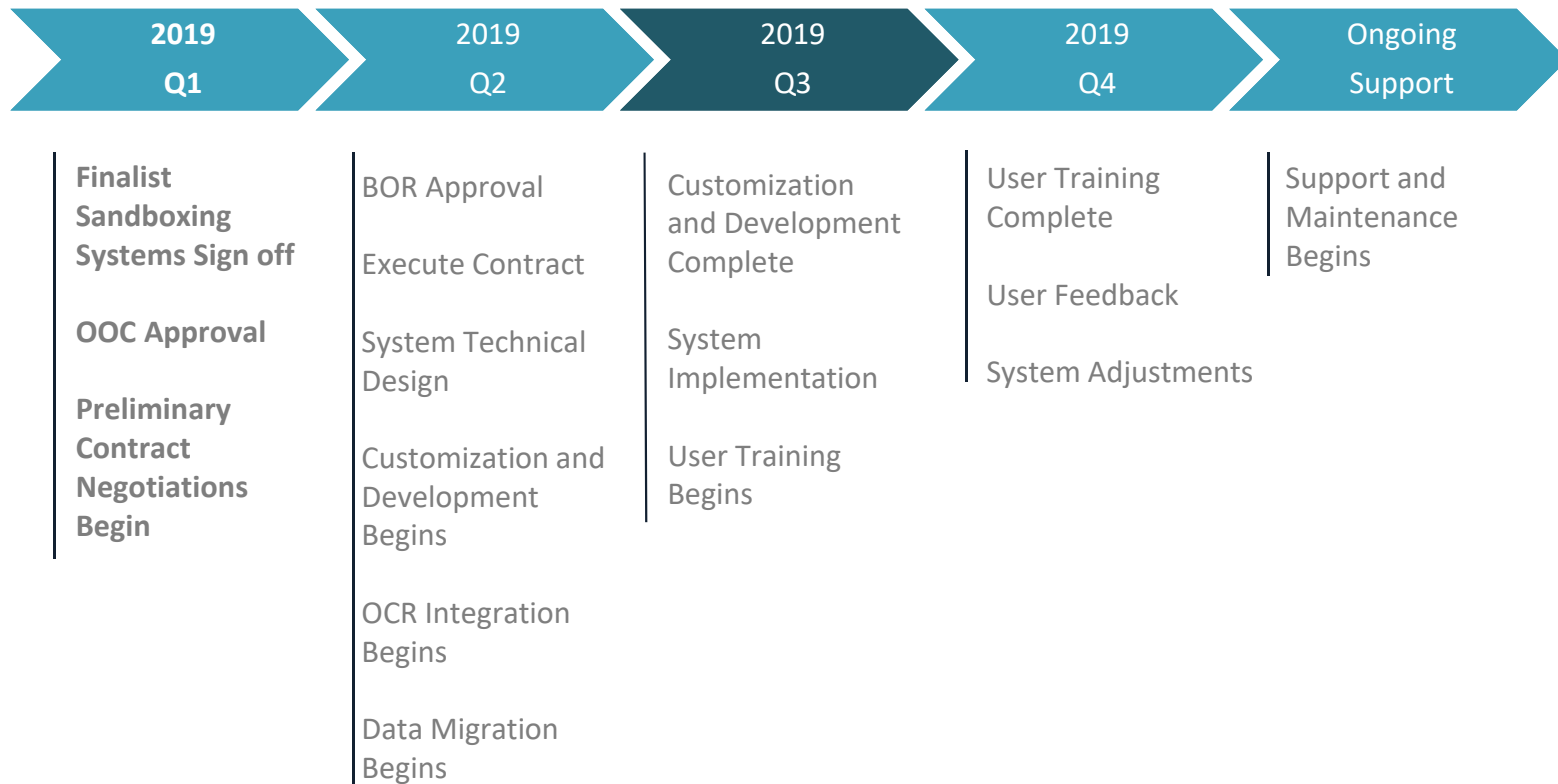 2019
Q1
2019
Q2
2019
Q3
2019
Q4
Ongoing
Support
Finalist
Sandboxing
Systems Sign off
OOC Approval
Preliminary
Contract
Negotiations
Begin
BOR Approval
Execute Contract
System Technical
Design
Customization and
Development
Begins
OCR Integration
Begins
Data Migration
Begins
Customization
and Development
Complete
System
Implementation
User Training
Begins
User Training
Complete
User Feedback
System Adjustments
Support and
Maintenance
Begins